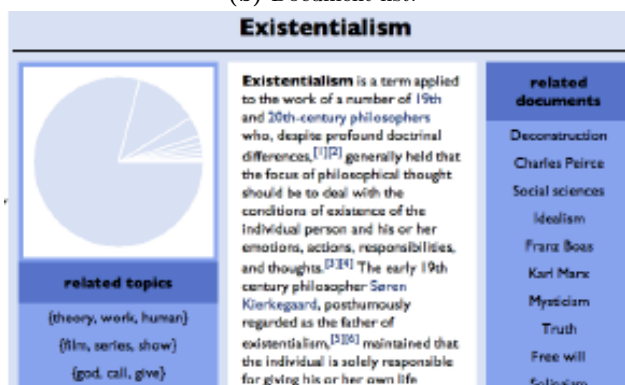 (b) Document list.
Existentialism
related topics
{theory, work, human}
{film, series, show}
{god, call, give}
Existentialism is a term applied
to the work of a number of 19th
and 20th-century philosophers
who, despite profound doctrinal
differences,[1][2] generally held that
the focus of philosophical thought
should be to deal with the
conditions of existence of the
individual person and his or her
emotions, actions, responsibilities,
and thoughts.[3][4] The early 19th
century philosopher Søren
Kierkegaard, posthumously
regarded as the father of
existentialism,[5][6] maintained that
the individual is solely responsible
for giving his or her own life
related
documents
Deconstruction
Charles Peirce
Social sciences
Idealism
Franz Boas
Karl Marx
Mysticism
Truth
Free will
Solipsism